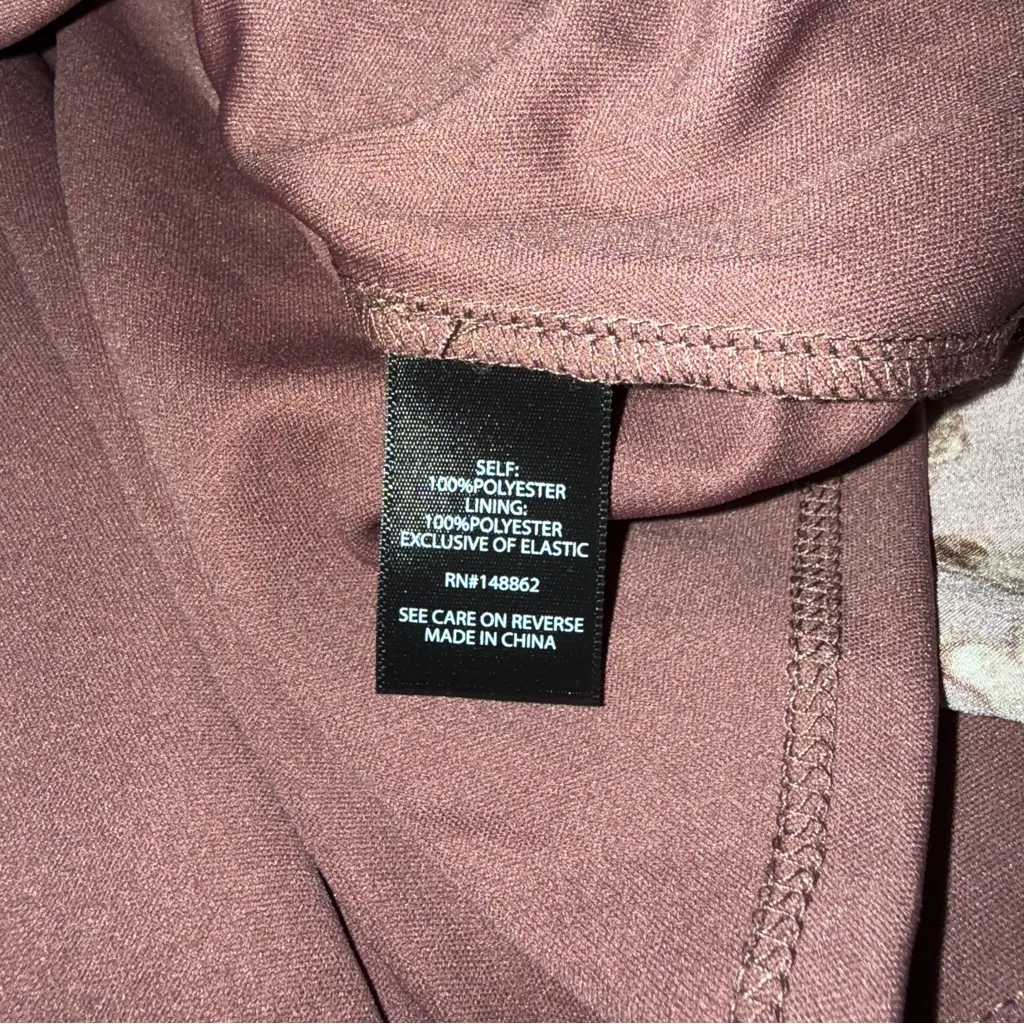 SELF:
100%POLYESTER
LINING:
100%POLYESTER
EXCLUSIVE OF ELASTIC
RN#148862
SEE CARE ON REVERSE
MADE IN CHINA